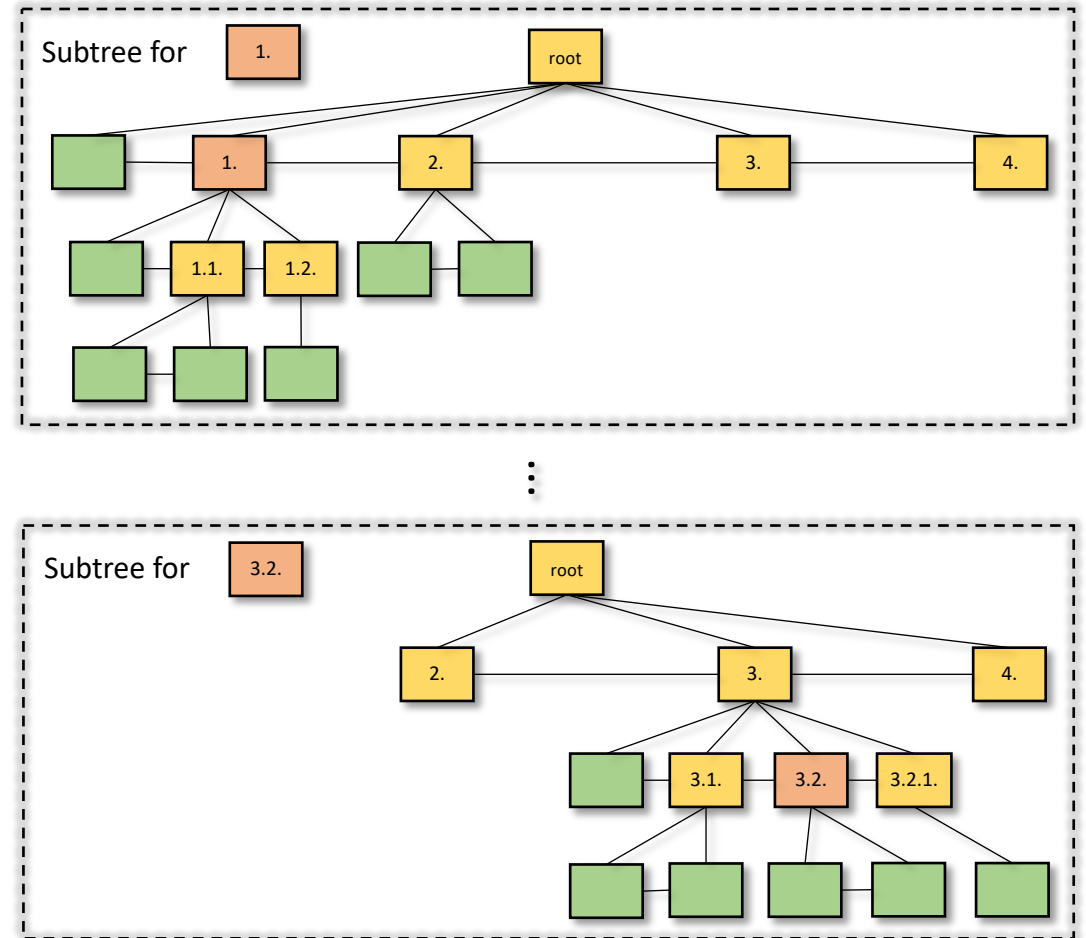 Subtree for 1.
root
1. 2. 3. 4.
1.1. 1.2.
⋮
Subtree for 3.2.
root
2. 3. 4.
3.1. 3.2. 3.2.1.